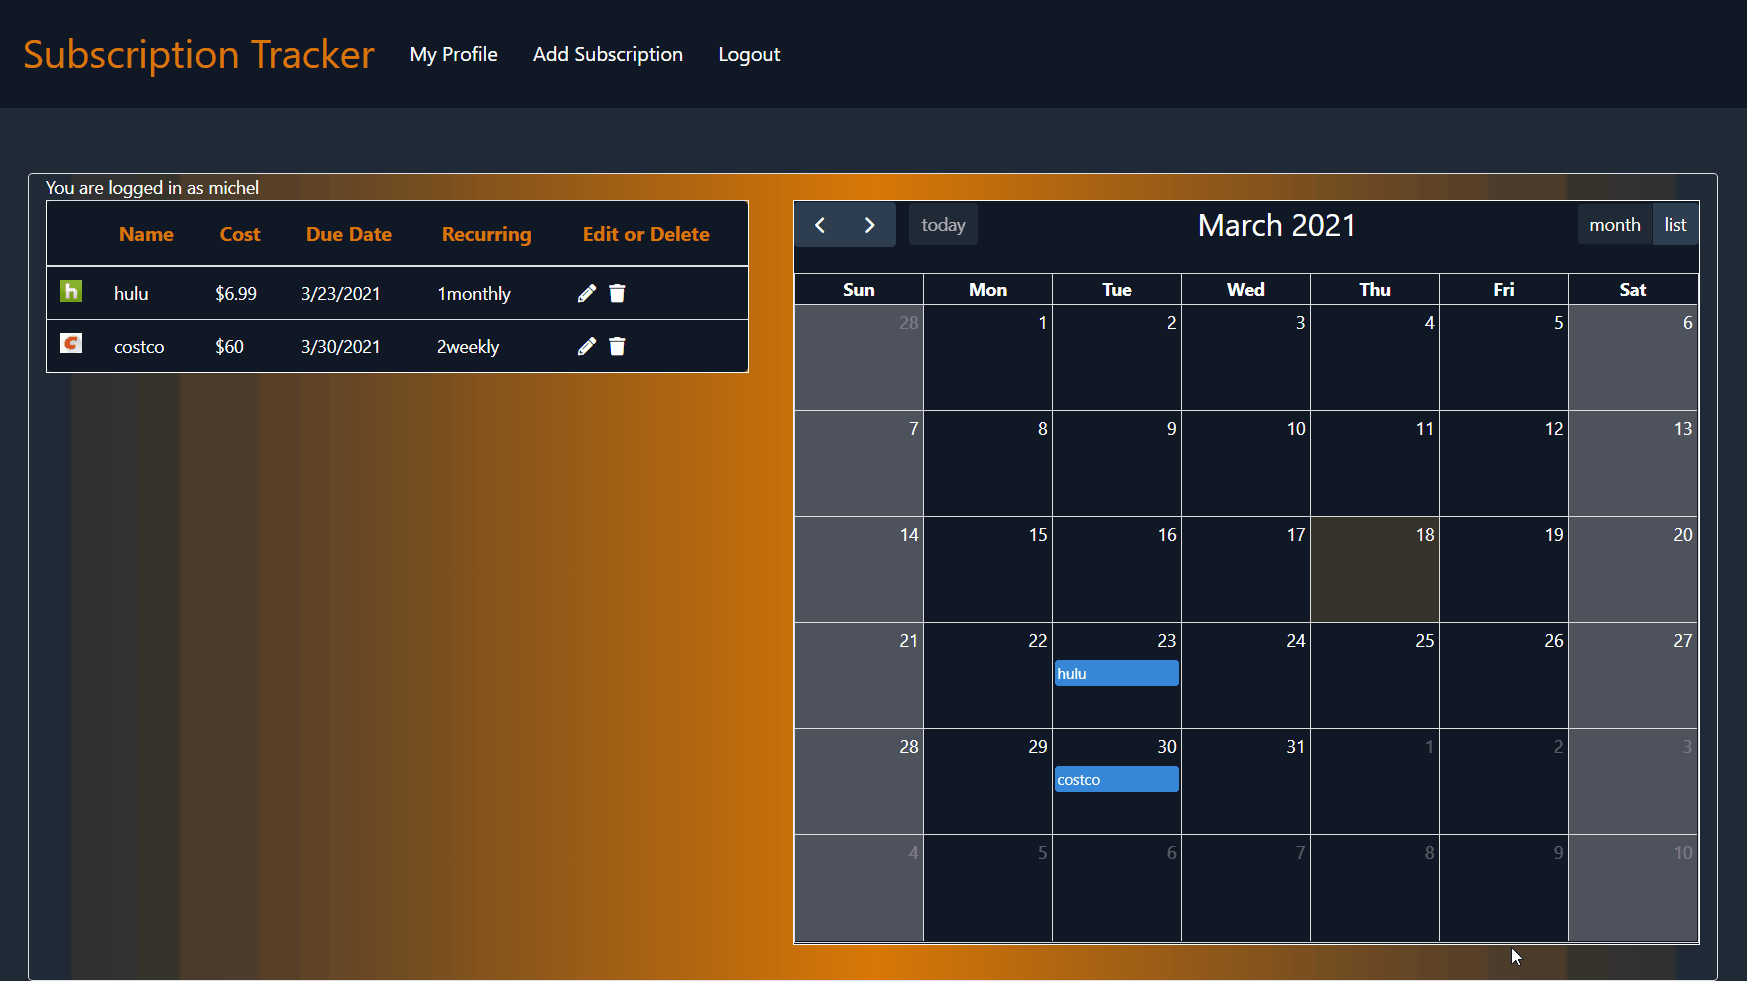 Subscription Tracker My Profile Add Subscription Logout
You are logged in as michel
Name Cost Due Date Recurring Edit or Delete
h hulu $6.99 3/23/2021 1monthly
C costco $60 3/30/2021 2weekly
today March 2021 month list
Sun Mon Tue Wed Thu Fri Sat
28 1 2 3 4 5 6
7 8 9 10 11 12 13
14 15 16 17 18 19 20
21 22 23 24 25 26 27
hulu
28 29 30 31 1 2 3
costco
4 5 6 7 8 9 10